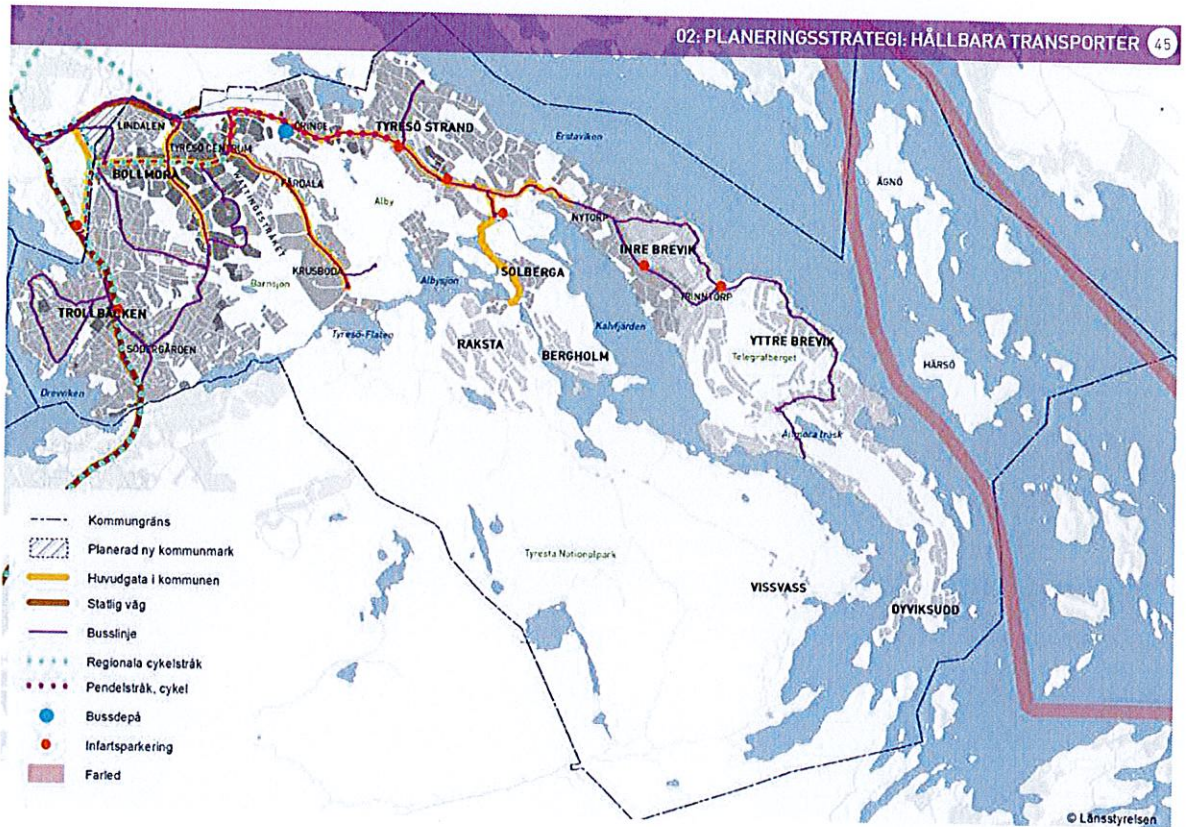 02: PLANERINGSSTRATEGI: HÅLLBARA TRANSPORTER 45
LINDALEN
ÖRINGE
TYRESÖ STRAND
Erstaviken
TYRESÖ CENTRUM
BOLLMORA
WÄTTINGESTRÅKET
FÅRDALA
Alby
ÄGNÖ
NYTORP
INRE BREVIK
KRUSBODA
Barnsjön
Albysjön
SOLBERGA
TRINNTORP
TROLLBÄCKEN
Tyresö-Flaten
Kalvfjärden
SÖDERGÅRDEN
RAKSTA
BERGHOLM
YTTRE BREVIK
Telegrafberget
HÄRSÖ
Drevviken
Ällmora träsk
Kommungräns
Planerad ny kommunmark
Huvudgata i kommunen
Statlig väg
Busslinje
Regionala cykelstråk
Pendelstråk, cykel
Bussdepå
Infartsparkering
Farled
Tyresta Nationalpark
VISSVASS
DYVIKSUDD
© Länsstyrelsen